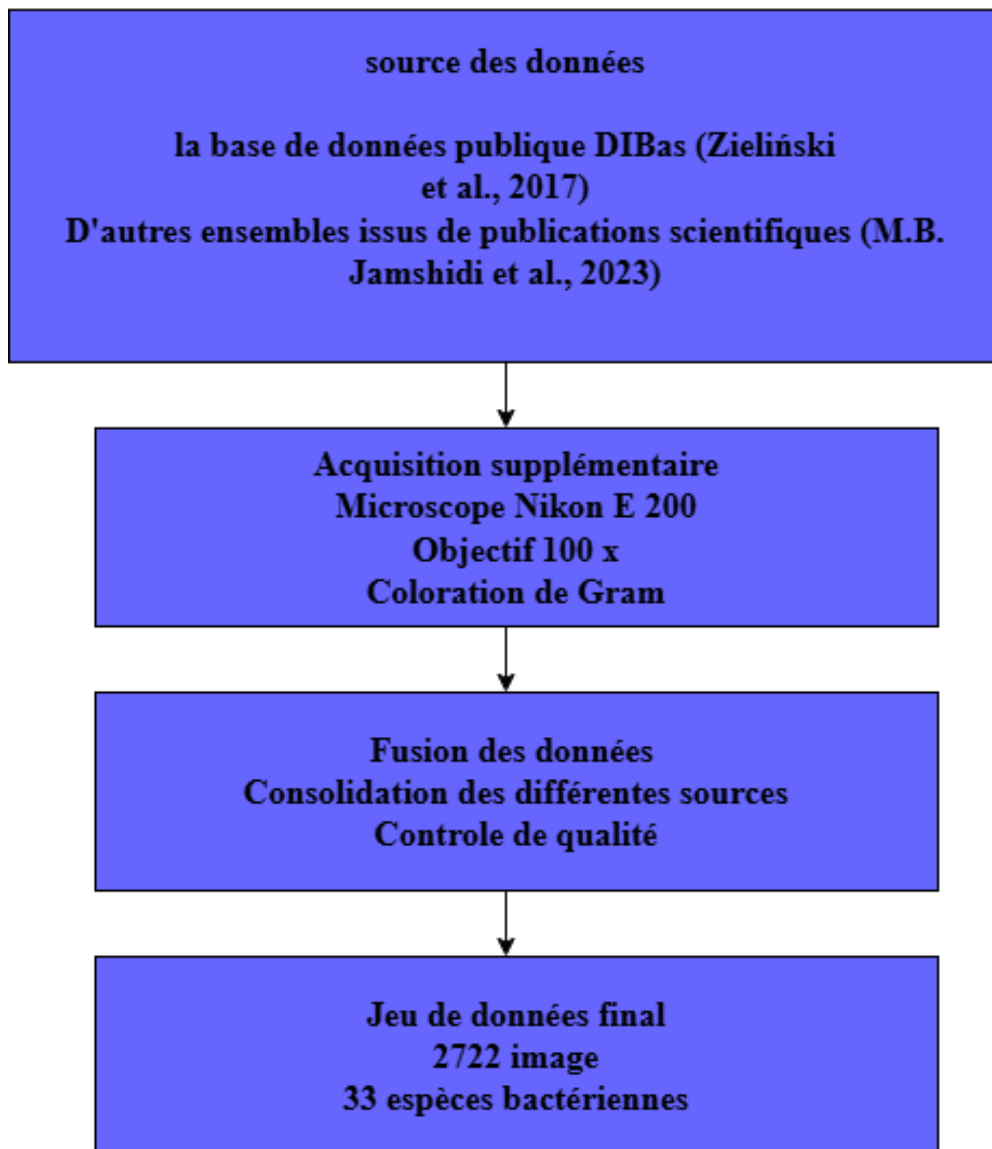 source des données
la base de données publique DIBas (Zieliński
et al., 2017)
D'autres ensembles issus de publications scientifiques (M.B.
Jamshidi et al., 2023)
Acquisition supplémentaire
Microscope Nikon E 200
Objectif 100 x
Coloration de Gram
Fusion des données
Consolidation des différentes sources
Controle de qualité
Jeu de données final
2722 image
33 espèces bactériennes